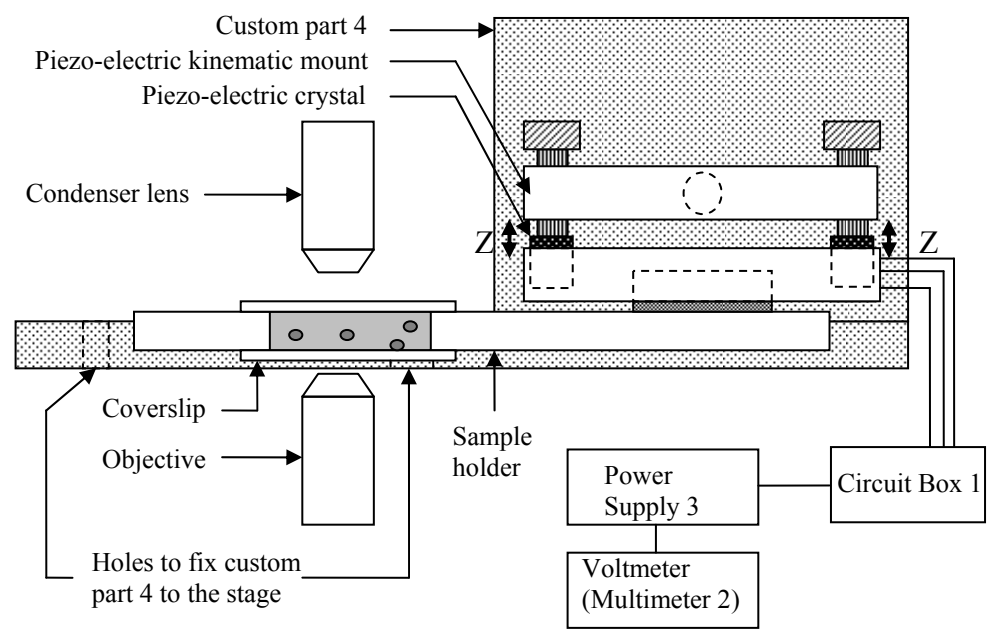 Custom part 4
Piezo-electric kinematic mount
Piezo-electric crystal
Condenser lens
Z
Z
Coverslip
Objective
Sample
holder
Power
Supply 3
Circuit Box 1
Holes to fix custom
part 4 to the stage
Voltmeter
(Multimeter 2)